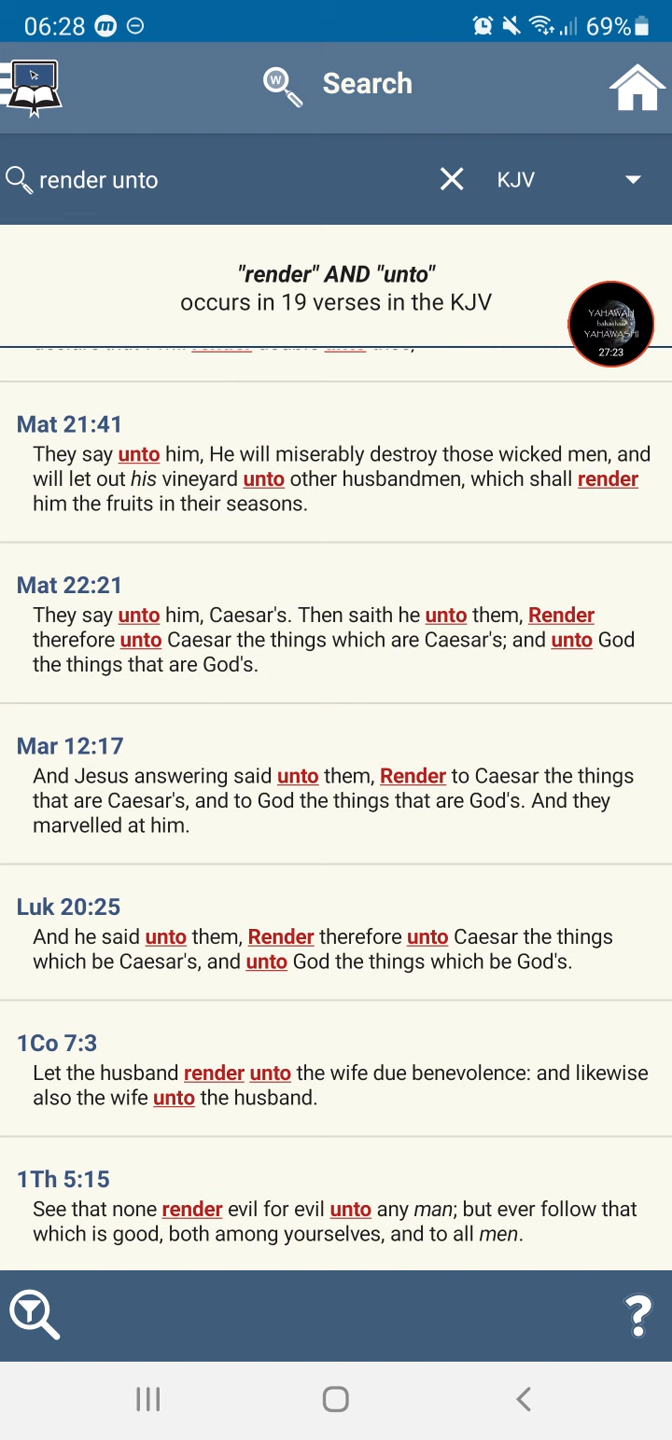 06:28 m 69%
W Search
render unto KJV
"render" AND "unto"
occurs in 19 verses in the KJV
YAHAWAH
bahasham
YAHAWASHI
27:23
render double unto thee;
Mat 21:41
They say unto him, He will miserably destroy those wicked men, and
will let out his vineyard unto other husbandmen, which shall render
him the fruits in their seasons.
Mat 22:21
They say unto him, Caesar's. Then saith he unto them, Render
therefore unto Caesar the things which are Caesar's; and unto God
the things that are God's.
Mar 12:17
And Jesus answering said unto them, Render to Caesar the things
that are Caesar's, and to God the things that are God's. And they
marvelled at him.
Luk 20:25
And he said unto them, Render therefore unto Caesar the things
which be Caesar's, and unto God the things which be God's.
1Co 7:3
Let the husband render unto the wife due benevolence: and likewise
also the wife unto the husband.
1Th 5:15
See that none render evil for evil unto any man; but ever follow that
which is good, both among yourselves, and to all men.
?